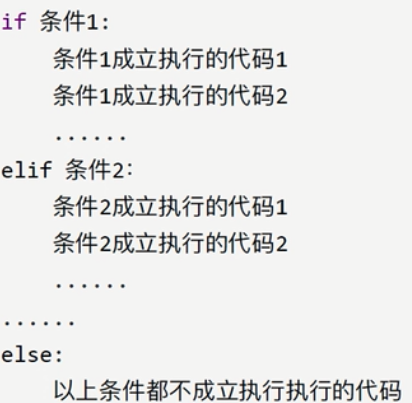 if 条件1:
    条件1成立执行的代码1
    条件1成立执行的代码2
    ......
elif 条件2:
    条件2成立执行的代码1
    条件2成立执行的代码2
    ......
......
else:
    以上条件都不成立执行执行的代码